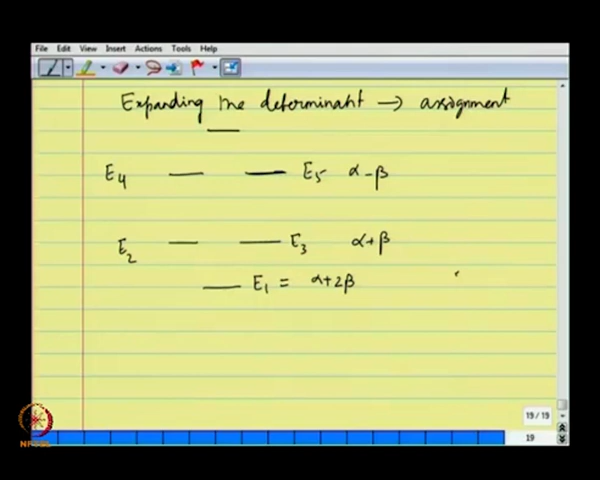 File Edit View Insert Actions Tools Help
Expanding the determinant → assignment
E4 E5 α-β
E2 E3 α+β
E1 = α+2β
19/19
19
NPTEL